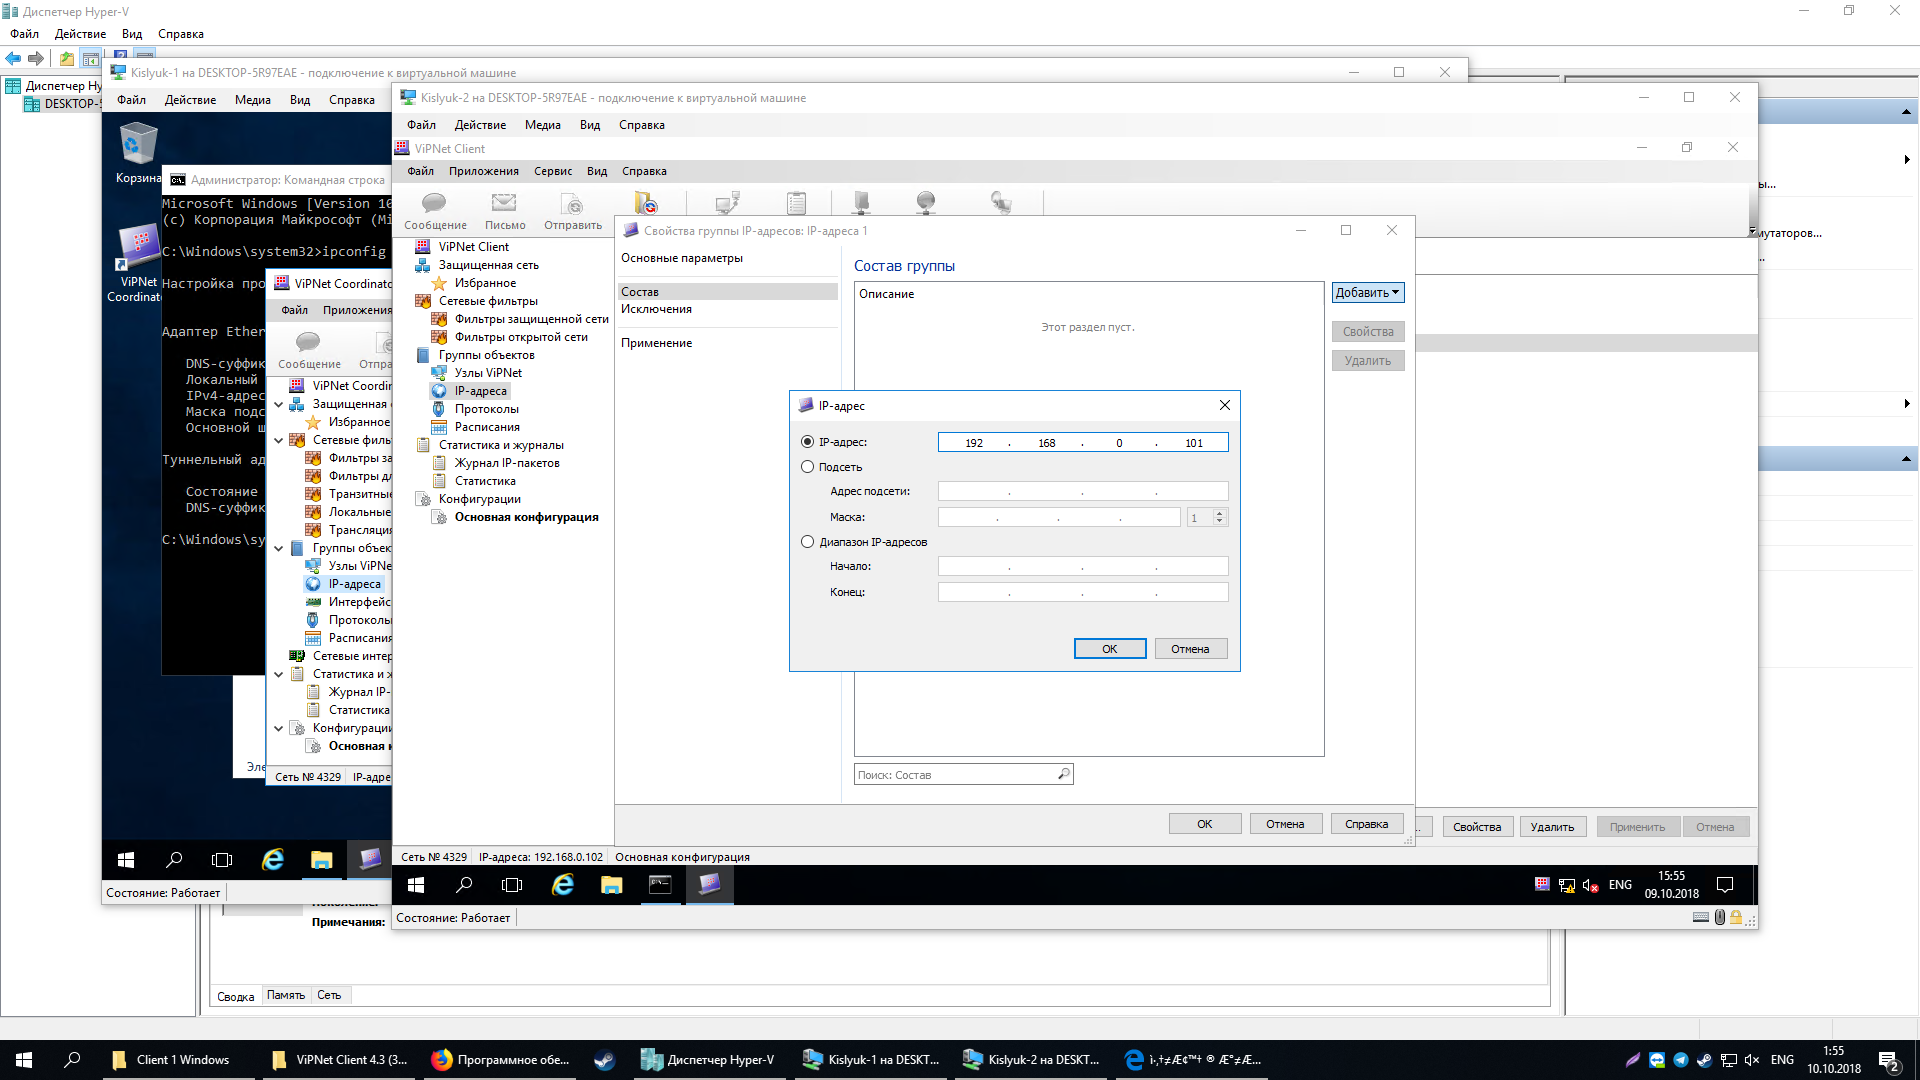 Диспетчер Hyper-V
Файл Действие Вид Справка
Диспетчер Hy
DESKTOP-5
Kislyuk-1 на DESKTOP-5R97EAE - подключение к виртуальной машине
Файл Действие Медиа Вид Справка
Корзина
ViPNet
Coordinato
Администратор: Командная строка
Microsoft Windows [Version 10
(c) Корпорация Майкрософт (Mi
C:\Windows\system32>ipconfig
Настройка про
Адаптер Ether
DNS-суффик
Локальный
IPv4-адрес
Маска подс
Основной ш
Туннельный ад
Состояние
DNS-суффик
C:\Windows\sy
ViPNet Coordinato
Файл Приложения
Сообщение Отпра
ViPNet Coordin
Защищенная
Избранное
Сетевые филь
Фильтры за
Фильтры дл
Транзитные
Локальные
Трансляция
Группы объек
Узлы ViPNe
IP-адреса
Интерфейс
Протоколы
Расписания
Сетевые интер
Статистика и ж
Журнал IP-
Статистика
Конфигурации
Основная к
Сеть № 4329 IP-адре
Эле
Состояние: Работает
Kislyuk-2 на DESKTOP-5R97EAE - подключение к виртуальной машине
Файл Действие Медиа Вид Справка
ViPNet Client
Файл Приложения Сервис Вид Справка
Сообщение Письмо Отправить
ViPNet Client
Защищенная сеть
Избранное
Сетевые фильтры
Фильтры защищенной сети
Фильтры открытой сети
Группы объектов
Узлы ViPNet
IP-адреса
Протоколы
Расписания
Статистика и журналы
Журнал IP-пакетов
Статистика
Конфигурации
Основная конфигурация
Свойства группы IP-адресов: IP-адреса 1
Основные параметры
Состав
Исключения
Применение
Состав группы
Описание
Этот раздел пуст.
Добавить
Свойства
Удалить
IP-адрес
IP-адрес: 192 . 168 . 0 . 101
Подсеть
Адрес подсети: . . .
Маска: . . . 1
Диапазон IP-адресов
Начало: . . .
Конец: . . .
OK Отмена
Поиск: Состав
OK Отмена Справка
... Свойства Удалить Применить Отмена
Сеть № 4329 IP-адреса: 192.168.0.102 Основная конфигурация
ENG 15:55
09.10.2018
Состояние: Работает
ы...
мутаторов...
Примечания:
Сводка Память Сеть
Client 1 Windows ViPNet Client 4.3 (3... Программное обе... Диспетчер Hyper-V Kislyuk-1 на DESKT... Kislyuk-2 на DESKT...
ENG 1:55
10.10.2018
2